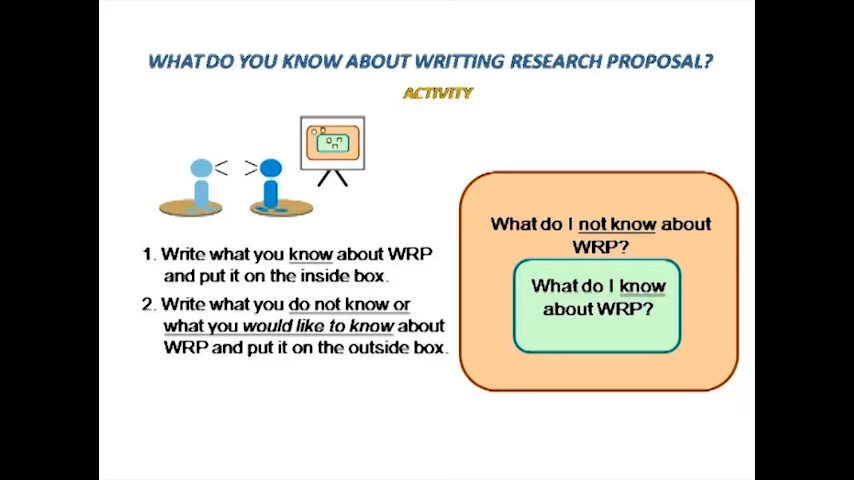 WHAT DO YOU KNOW ABOUT WRITTING RESEARCH PROPOSAL?
ACTIVITY
1. Write what you know about WRP
and put it on the inside box.
2. Write what you do not know or
what you would like to know about
WRP and put it on the outside box.
What do I not know about
WRP?
What do I know
about WRP?